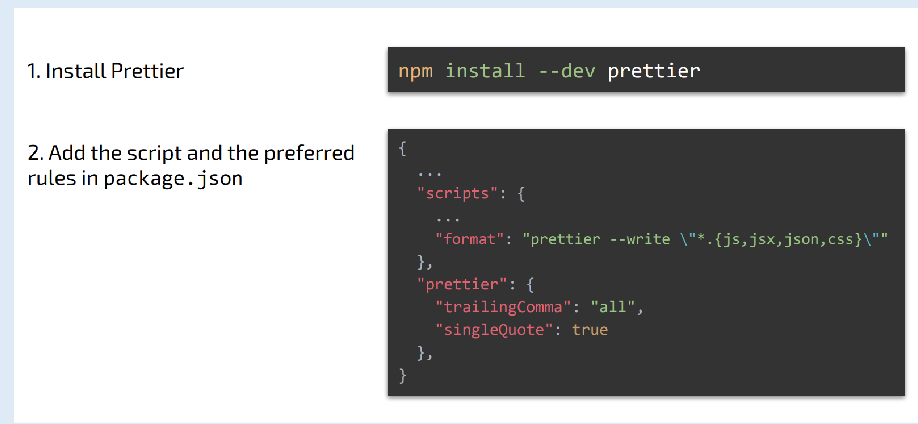 1. Install Prettier
npm install --dev prettier
2. Add the script and the preferred
rules in package.json
{
  ...
  "scripts": {
    ...
    "format": "prettier --write \"*.{js,jsx,json,css}\""
  },
  "prettier": {
    "trailingComma": "all",
    "singleQuote": true
  },
}